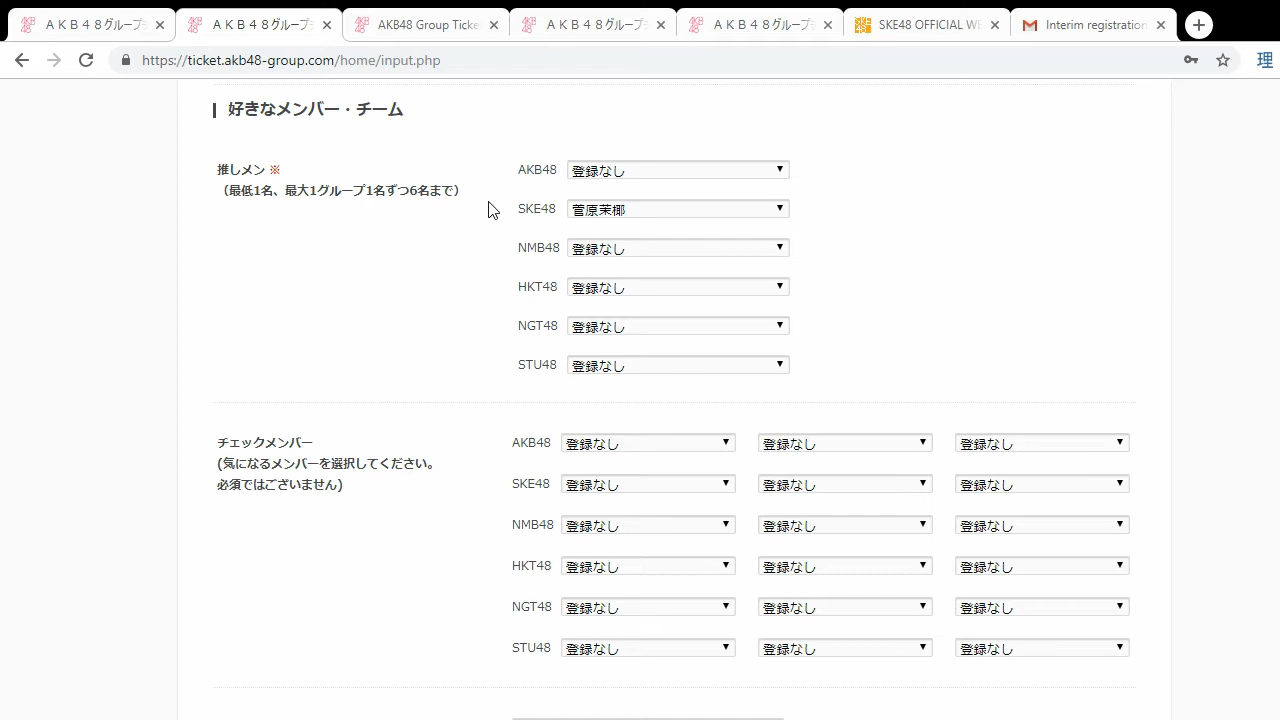 ＡＫＢ４８グループ
ＡＫＢ４８グループ
AKB48 Group Ticke
ＡＫＢ４８グループ
ＡＫＢ４８グループ
SKE48 OFFICIAL WE
Interim registration
https://ticket.akb48-group.com/home/input.php
理
好きなメンバー・チーム
推しメン ※
（最低1名、最大1グループ1名ずつ6名まで）
AKB48 登録なし
SKE48 菅原茉椰
NMB48 登録なし
HKT48 登録なし
NGT48 登録なし
STU48 登録なし
チェックメンバー
(気になるメンバーを選択してください。
必須ではございません)
AKB48 登録なし 登録なし 登録なし
SKE48 登録なし 登録なし 登録なし
NMB48 登録なし 登録なし 登録なし
HKT48 登録なし 登録なし 登録なし
NGT48 登録なし 登録なし 登録なし
STU48 登録なし 登録なし 登録なし